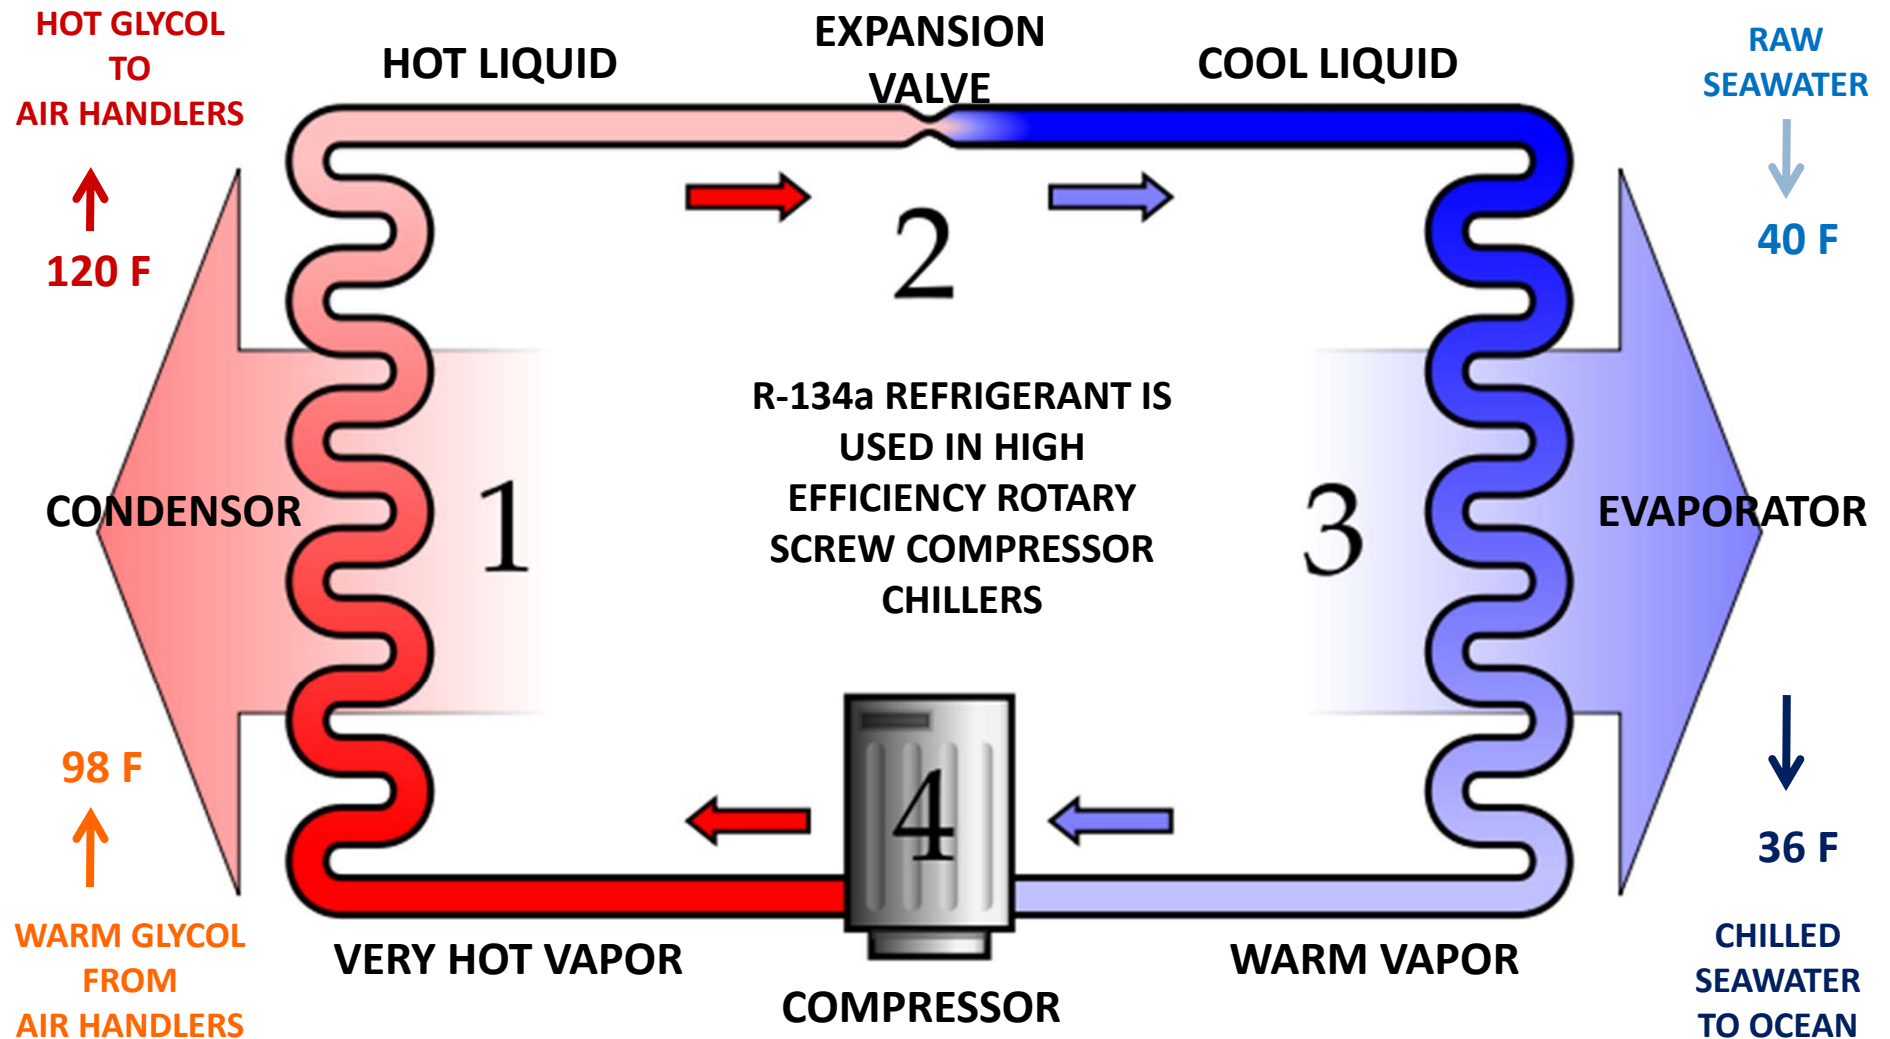 HOT GLYCOL
TO
AIR HANDLERS
120 F
HOT LIQUID
EXPANSION
VALVE
COOL LIQUID
RAW
SEAWATER
40 F
2
R-134a REFRIGERANT IS
USED IN HIGH
EFFICIENCY ROTARY
SCREW COMPRESSOR
CHILLERS
CONDENSOR
1
3
EVAPORATOR
98 F
WARM GLYCOL
FROM
AIR HANDLERS
VERY HOT VAPOR
4
COMPRESSOR
WARM VAPOR
36 F
CHILLED
SEAWATER
TO OCEAN